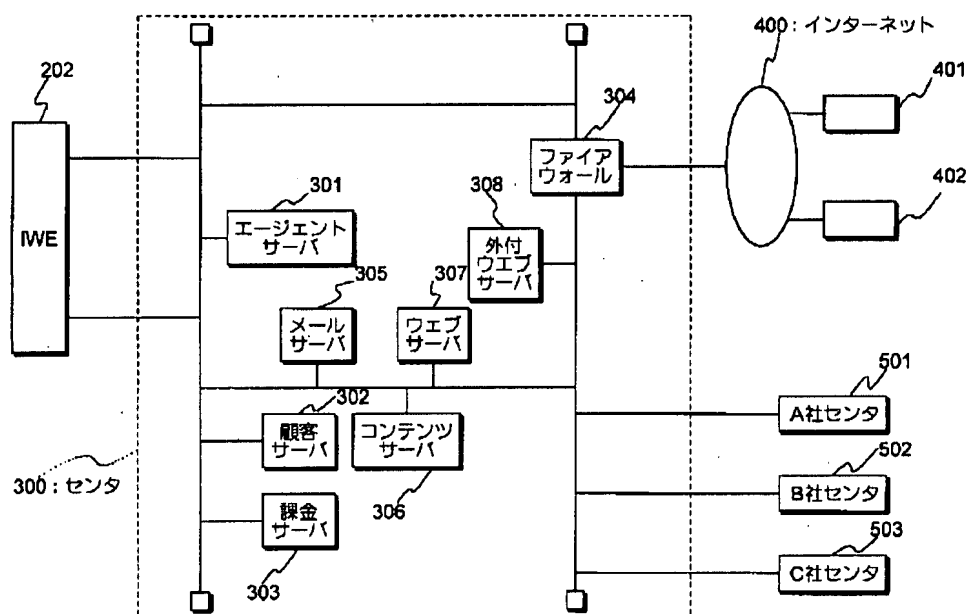 400：インターネット
202
401
304
ファイア
ウォール
301
308
エージェント
サーバ
IWE
外付
ウエブ
サーバ
402
305
307
メール
サーバ
ウェブ
サーバ
501
302
A社センタ
顧客
サーバ
コンテンツ
サーバ
502
300：センタ
B社センタ
306
課金
サーバ
503
303
C社センタ